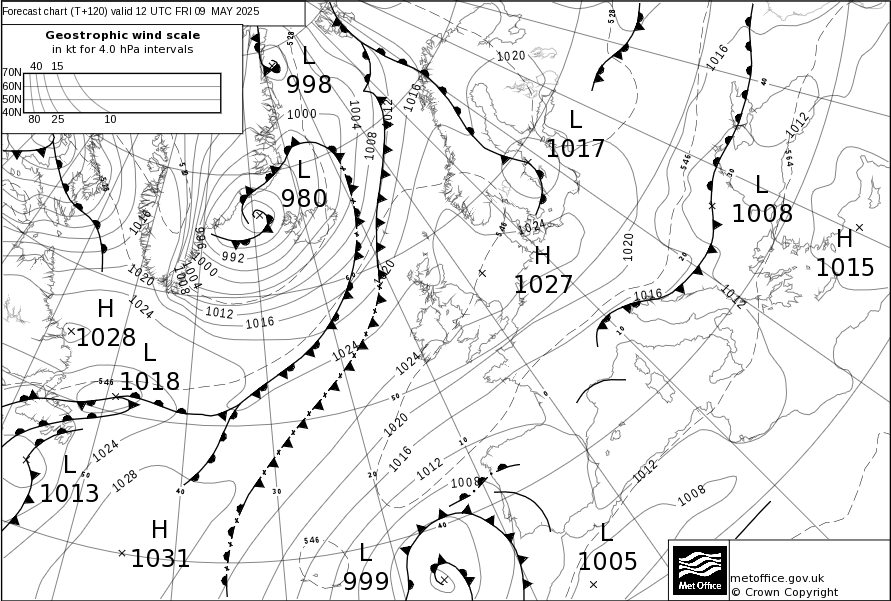 Forecast chart (T+120) valid 12 UTC FRI 09 MAY 2025
Geostrophic wind scale
in kt for 4.0 hPa intervals
40 15
70N
60N
50N
40N
80 25 10
528
528
L
998
1020
1016
1016
1000
1004
1012
1008
L
1017
1012
40
564
546
30
L
980
L
1008
1016
546
1024
1020
H
1015
992
1000
1004
1008
H
1027
20
1020
1020
60
1016
1012
1024
1012
1016
10
H
1028
L
1018
546
1024
1024
50
0
1020
10
1024
L
1013
50
1028
1016
1012
20
1008
1012
1008
40
30
H
1031
546
40
L
999
L
1005
Met Office
metoffice.gov.uk
© Crown Copyright